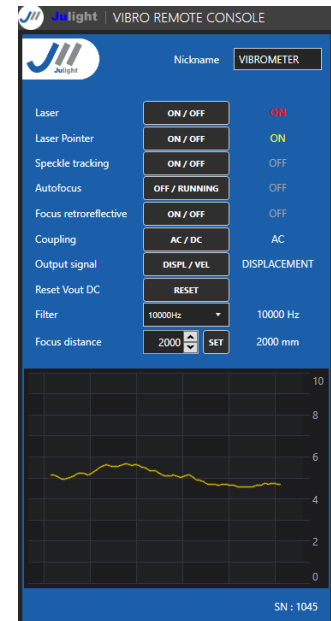 Julight | VIBRO REMOTE CONSOLE
Julight
Nickname VIBROMETER
Laser ON / OFF ON
Laser Pointer ON / OFF ON
Speckle tracking ON / OFF OFF
Autofocus OFF / RUNNING OFF
Focus retroreflective ON / OFF OFF
Coupling AC / DC AC
Output signal DISPL / VEL DISPLACEMENT
Reset Vout DC RESET
Filter 10000Hz 10000 Hz
Focus distance 2000 SET 2000 mm
10
8
6
4
2
0
SN : 1045